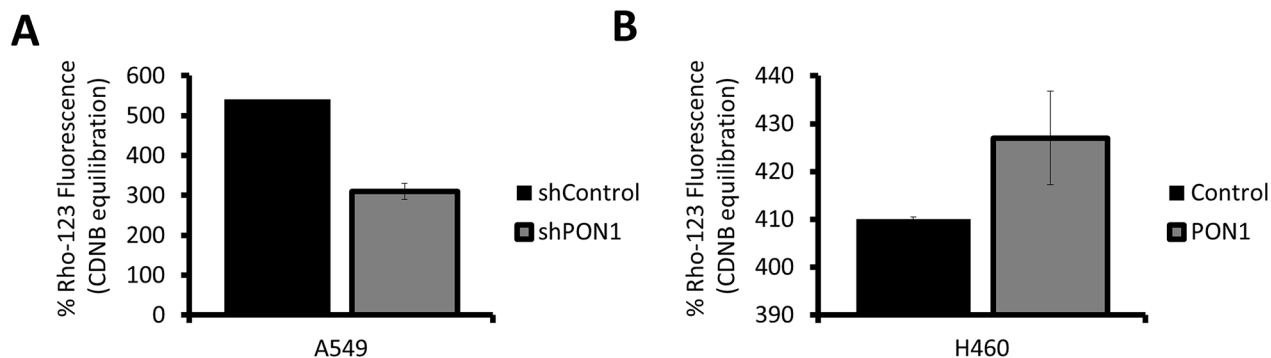 A
% Rho-123 Fluorescence
(CDNB equilibration)
600
500
400
300
200
100
0
A549
shControl
shPON1
B
% Rho-123 Fluorescence
(CDNB equilibration)
440
430
420
410
400
390
H460
Control
PON1